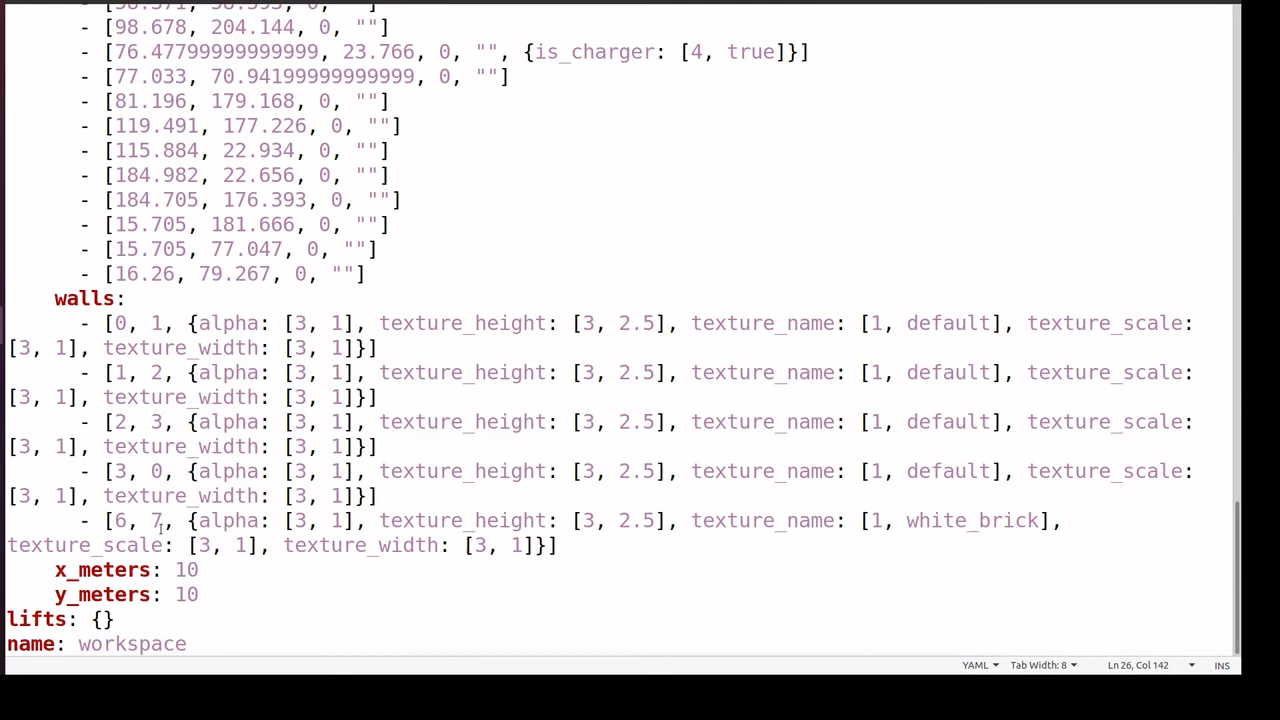 - [98.678, 204.144, 0, ""]
- [76.47799999999999, 23.766, 0, "", {is_charger: [4, true]}]
- [77.033, 70.94199999999999, 0, ""]
- [81.196, 179.168, 0, ""]
- [119.491, 177.226, 0, ""]
- [115.884, 22.934, 0, ""]
- [184.982, 22.656, 0, ""]
- [184.705, 176.393, 0, ""]
- [15.705, 181.666, 0, ""]
- [15.705, 77.047, 0, ""]
- [16.26, 79.267, 0, ""]
walls:
- [0, 1, {alpha: [3, 1], texture_height: [3, 2.5], texture_name: [1, default], texture_scale:
[3, 1], texture_width: [3, 1]}]
- [1, 2, {alpha: [3, 1], texture_height: [3, 2.5], texture_name: [1, default], texture_scale:
[3, 1], texture_width: [3, 1]}]
- [2, 3, {alpha: [3, 1], texture_height: [3, 2.5], texture_name: [1, default], texture_scale:
[3, 1], texture_width: [3, 1]}]
- [3, 0, {alpha: [3, 1], texture_height: [3, 2.5], texture_name: [1, default], texture_scale:
[3, 1], texture_width: [3, 1]}]
- [6, 7, {alpha: [3, 1], texture_height: [3, 2.5], texture_name: [1, white_brick],
texture_scale: [3, 1], texture_width: [3, 1]}]
x_meters: 10
y_meters: 10
lifts: {}
name: workspace
YAML Tab Width: 8 Ln 26, Col 142 INS